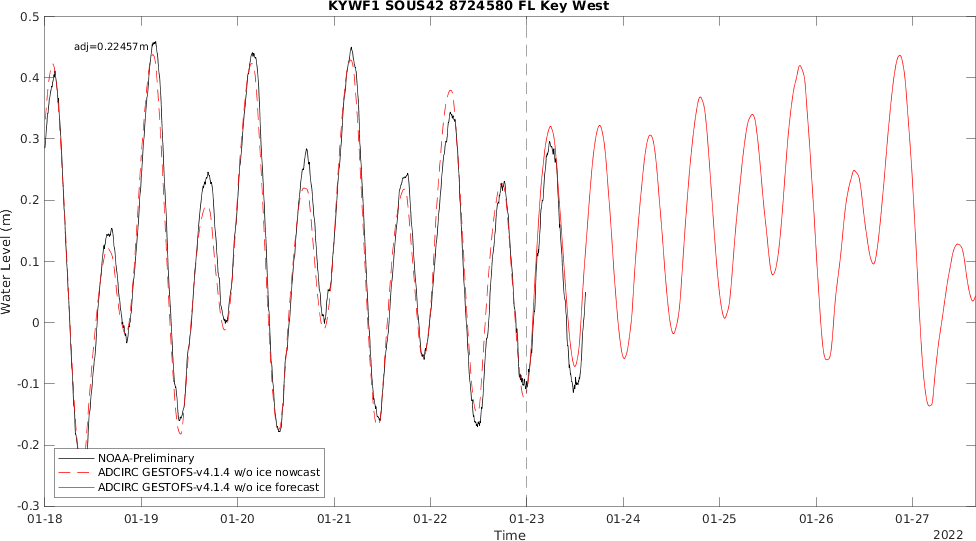 KYWF1 SOUS42 8724580 FL Key West
adj=0.22457m
Water Level (m)
0.5
0.4
0.3
0.2
0.1
0
-0.1
-0.2
-0.3
NOAA-Preliminary
ADCIRC GESTOFS-v4.1.4 w/o ice nowcast
ADCIRC GESTOFS-v4.1.4 w/o ice forecast
01-18 01-19 01-20 01-21 01-22 01-23 01-24 01-25 01-26 01-27
Time
2022